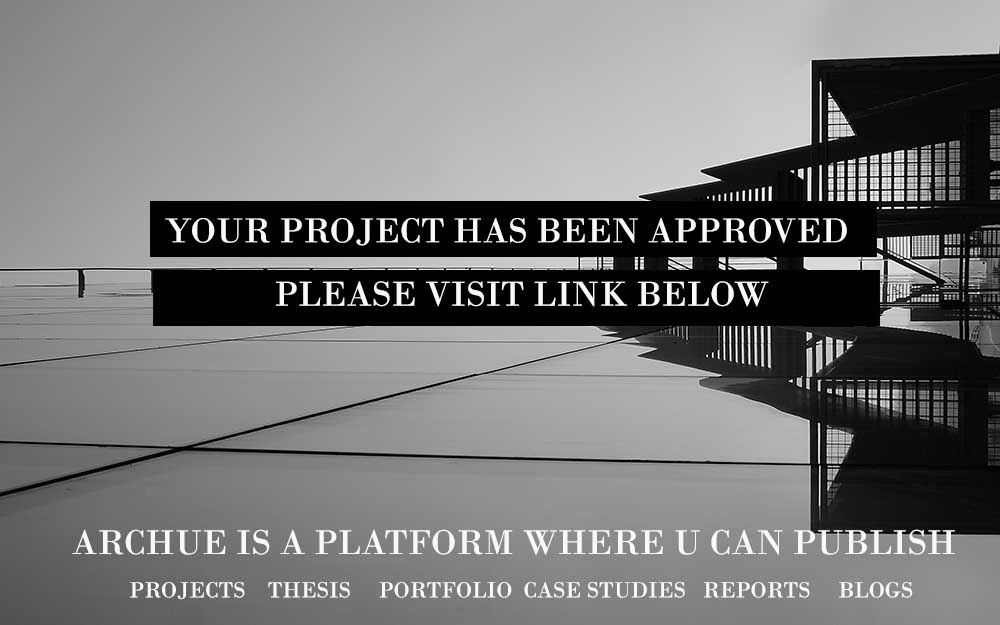 YOUR PROJECT HAS BEEN APPROVED
PLEASE VISIT LINK BELOW
ARCHUE IS A PLATFORM WHERE U CAN PUBLISH
PROJECTS THESIS PORTFOLIO CASE STUDIES REPORTS BLOGS